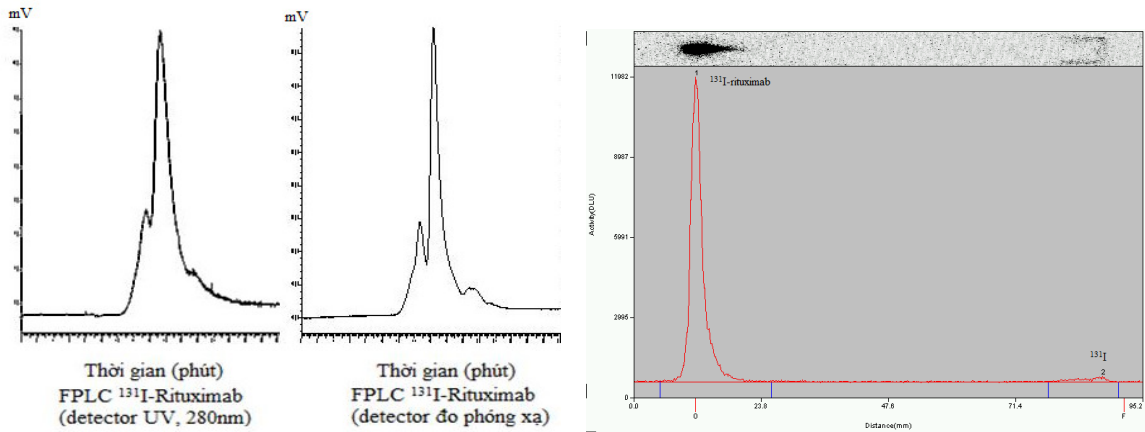 mV
Thời gian (phút)
FPLC ¹³¹I-Rituximab
(detector UV, 280nm)
mV
Thời gian (phút)
FPLC ¹³¹I-Rituximab
(detector đo phóng xạ)
11982
8987
5991
2996
0
Activity(DLU)
1
¹³¹I-rituximab
¹³¹I
2
0.0
23.8
47.6
71.4
95.2
O
F
Distance(mm)